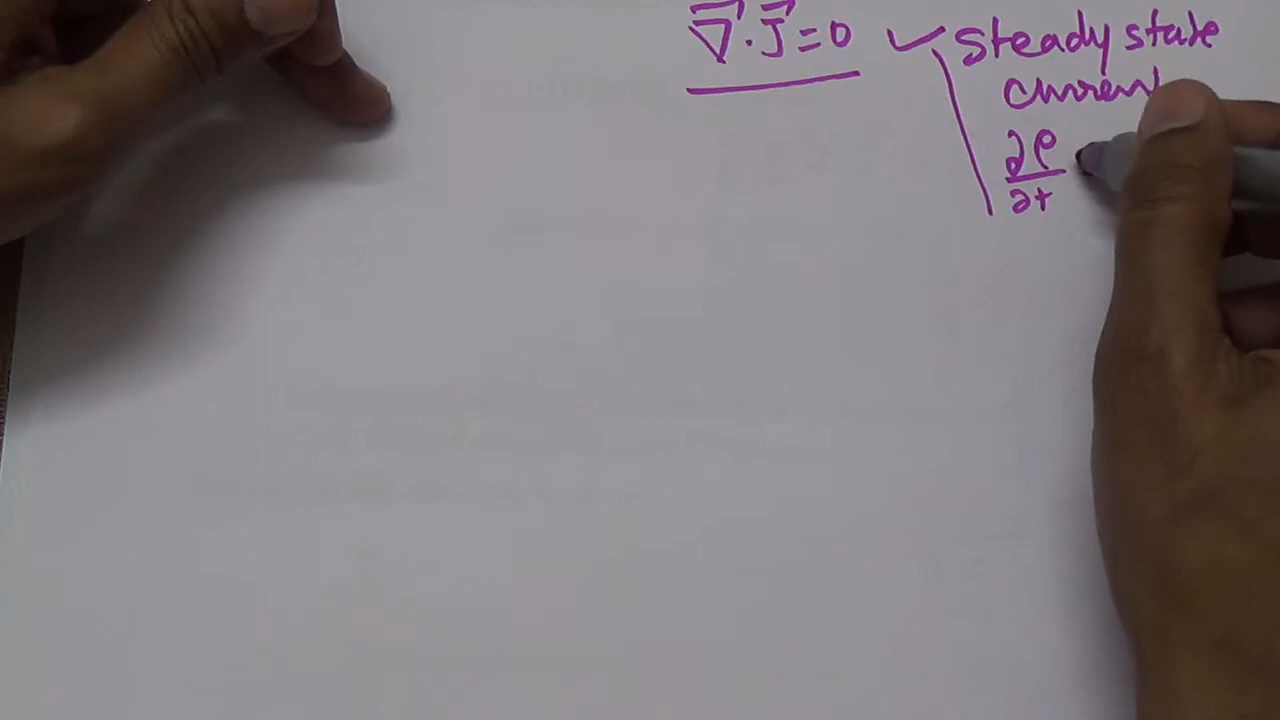 ∇⃗·J⃗=0 ✓ Steady state
current
∂ρ
∂t